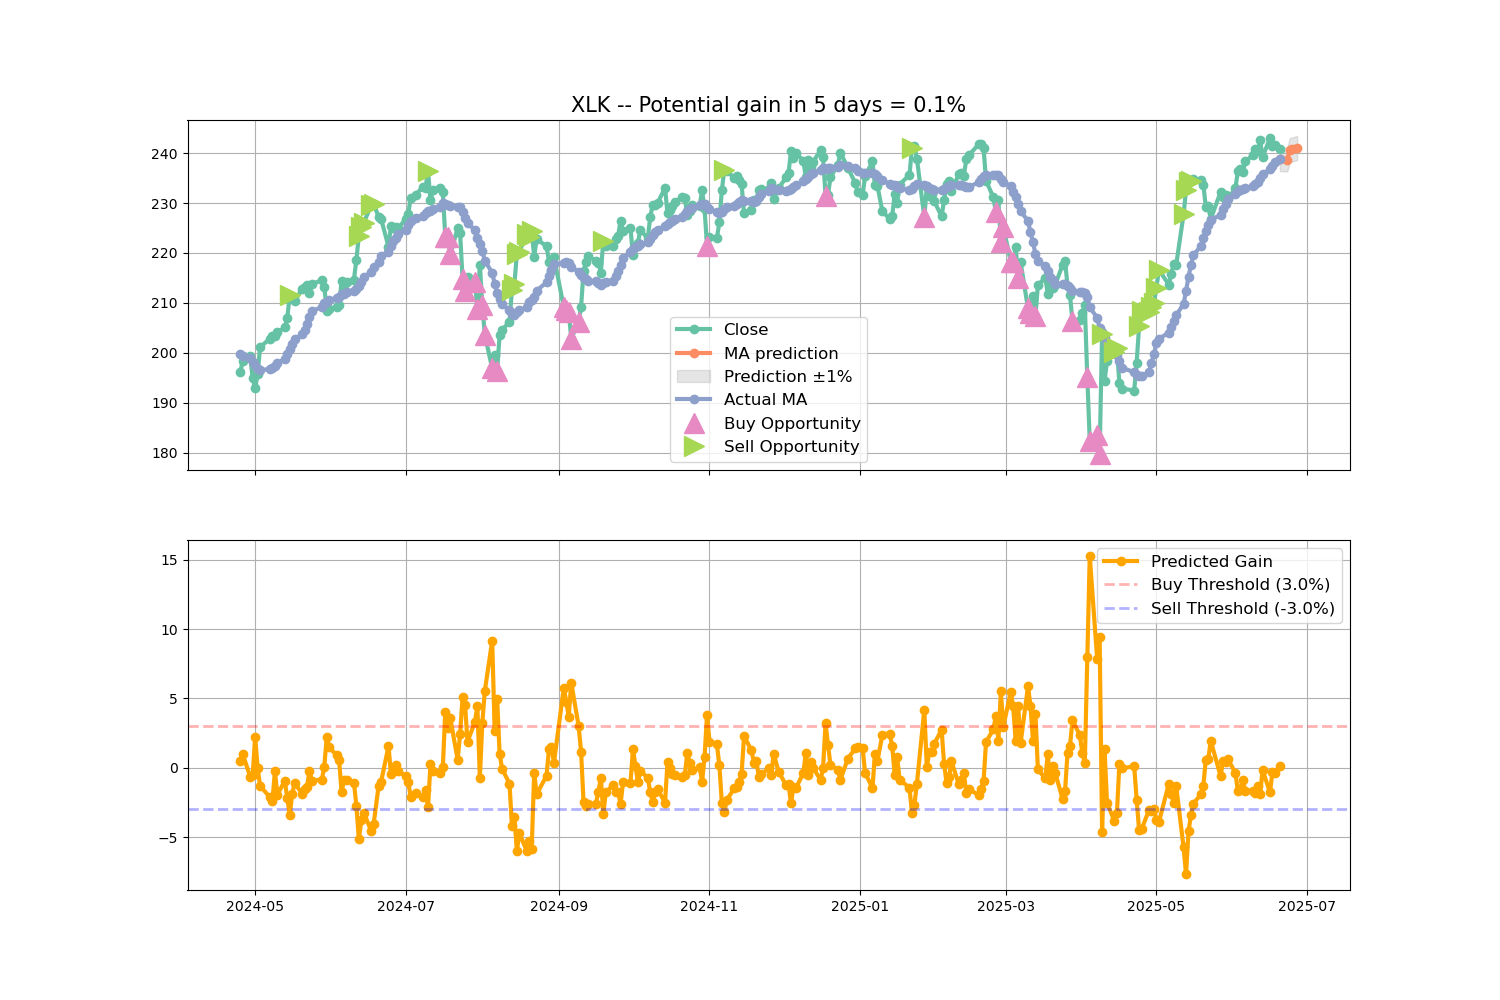 XLK -- Potential gain in 5 days = 0.1%
240
230
220
210
200
190
180
Close
MA prediction
Prediction ±1%
Actual MA
Buy Opportunity
Sell Opportunity
15
10
5
0
−5
Predicted Gain
Buy Threshold (3.0%)
Sell Threshold (-3.0%)
2024-05 2024-07 2024-09 2024-11 2025-01 2025-03 2025-05 2025-07